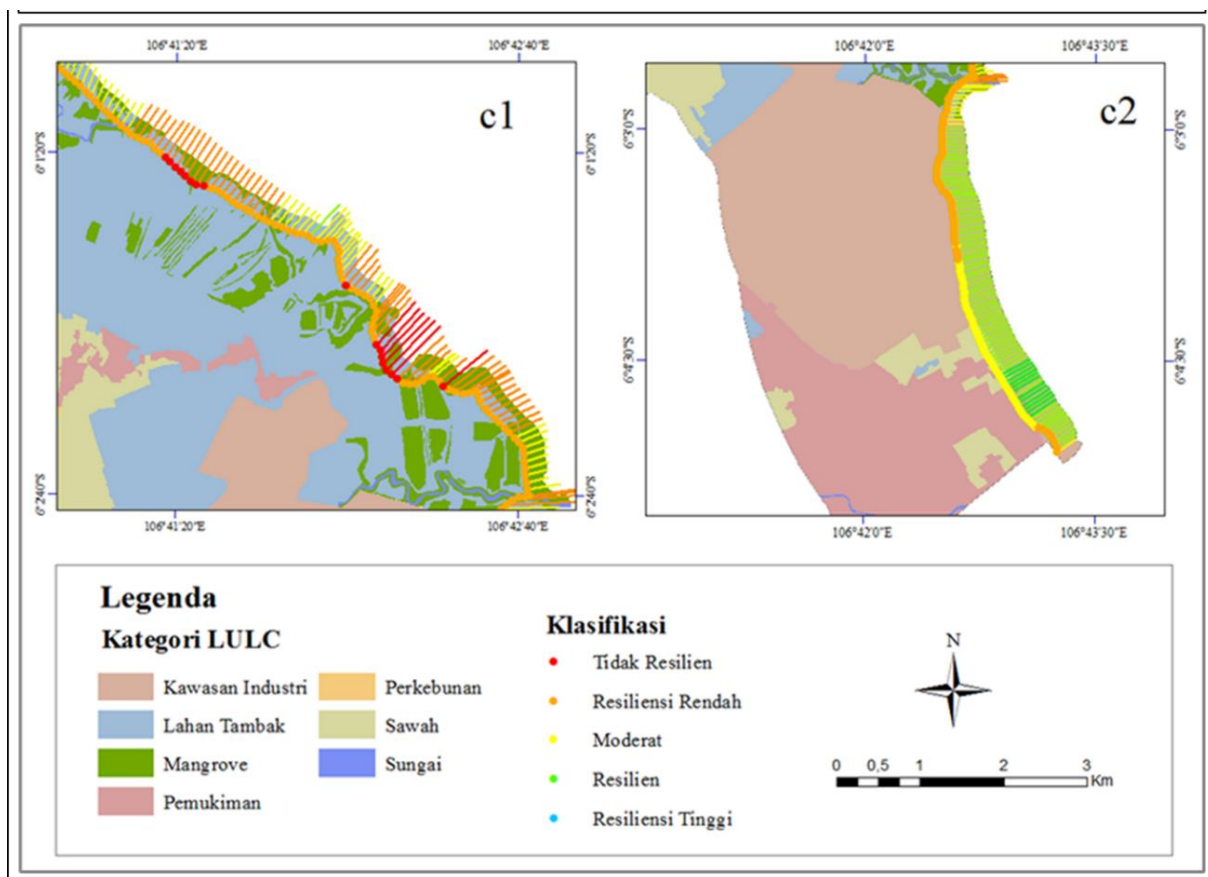 106°41'20"E
106°42'40"E
106°42'0"E
106°43'30"E
c1
c2
6°1'20"S
6°1'20"S
6°3'0"S
6°3'0"S
6°4'30"S
6°4'30"S
6°2'40"S
6°2'40"S
106°41'20"E
106°42'40"E
106°42'0"E
106°43'30"E
Legenda
Kategori LULC
Kawasan Industri
Lahan Tambak
Mangrove
Pemukiman
Perkebunan
Sawah
Sungai
Klasifikasi
Tidak Resilien
Resiliensi Rendah
Moderat
Resilien
Resiliensi Tinggi
N
0 0,5 1 2 3
Km